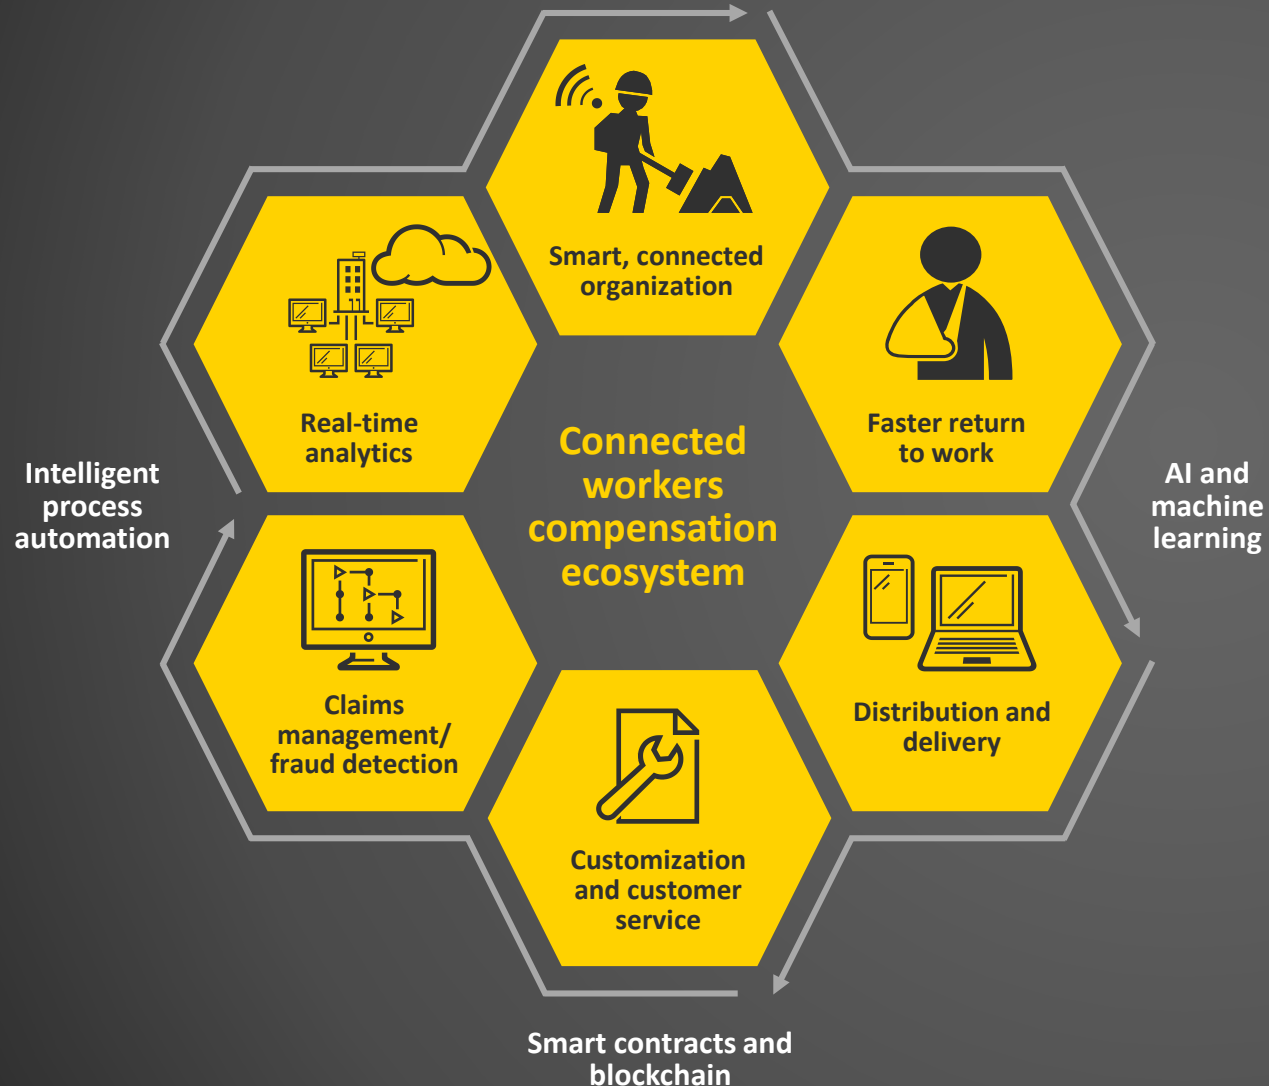 Smart, connected
organization
Real-time
analytics
Faster return
to work
Connected
workers
compensation
ecosystem
Intelligent
process
automation
AI and
machine
learning
Claims
management/
fraud detection
Distribution and
delivery
Customization
and customer
service
Smart contracts and
blockchain